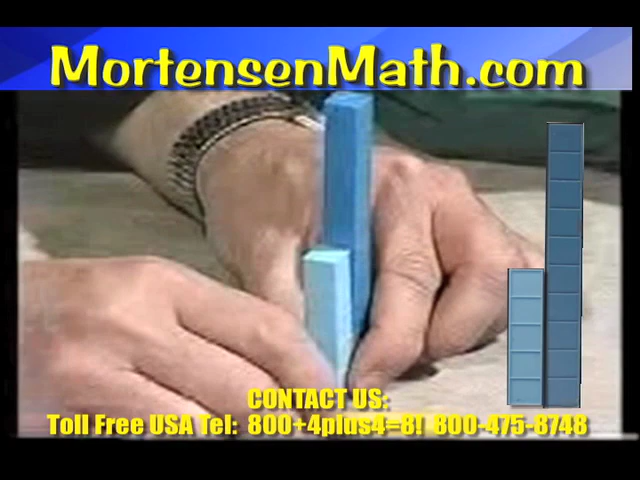 MortensenMath.com
CONTACT US:
Toll Free USA Tel: 800+4plus4=8! 800-475-8748